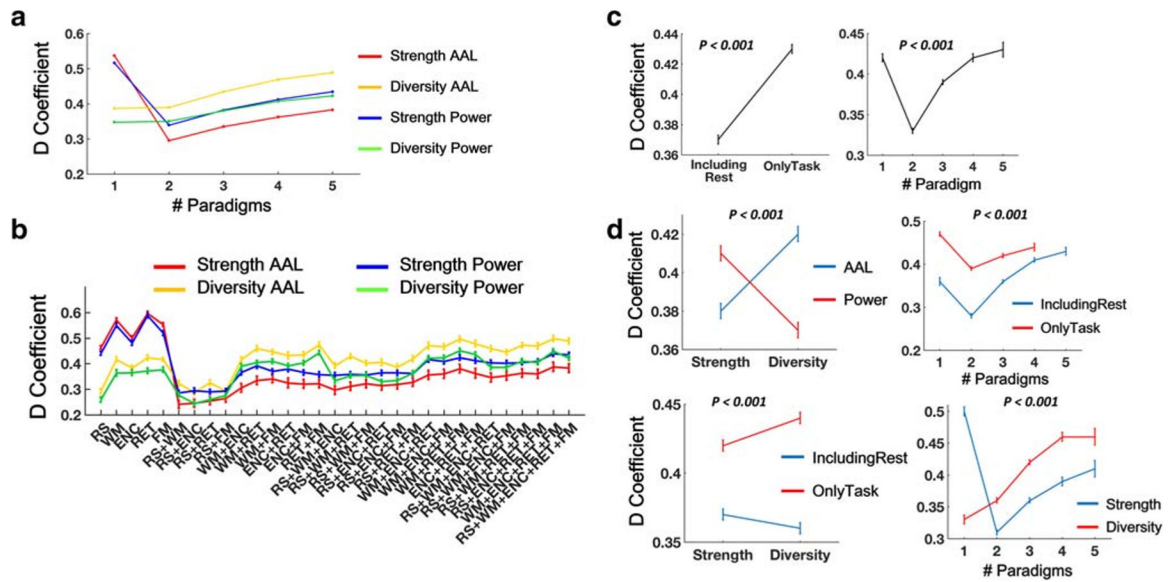 a
D Coefficient
0.6
0.5
0.4
0.3
0.2
1 2 3 4 5
# Paradigms
Strength AAL
Diversity AAL
Strength Power
Diversity Power
b
Strength AAL
Diversity AAL
Strength Power
Diversity Power
D Coefficient
0.6
0.5
0.4
0.3
0.2
RS
WM
ENC
RET
FM
RS+WM
RS+ENC
RS+RET
RS+FM
WM+ENC
WM+RET
WM+FM
ENC+RET
ENC+FM
RET+FM
RS+WM+ENC
RS+WM+RET
RS+WM+FM
RS+ENC+RET
RS+ENC+FM
RS+RET+FM
WM+ENC+RET
WM+ENC+FM
WM+RET+FM
ENC+RET+FM
RS+WM+ENC+RET
RS+WM+ENC+FM
RS+WM+RET+FM
RS+ENC+RET+FM
WM+ENC+RET+FM
RS+WM+ENC+RET+FM
c
D Coefficient
0.44
0.42
0.4
0.38
0.36
P < 0.001
Including
Rest
OnlyTask
0.45
0.4
0.35
0.3
P < 0.001
1 2 3 4 5
# Paradigm
d
D Coefficient
0.42
0.4
0.38
0.36
P < 0.001
Strength
Diversity
AAL
Power
0.5
0.4
0.3
0.2
P < 0.001
1 2 3 4 5
# Paradigms
IncludingRest
OnlyTask
D Coefficient
0.45
0.4
0.35
P < 0.001
Strength
Diversity
IncludingRest
OnlyTask
D Coefficient
0.5
0.45
0.4
0.35
0.3
P < 0.001
1 2 3 4 5
# Paradigms
Strength
Diversity